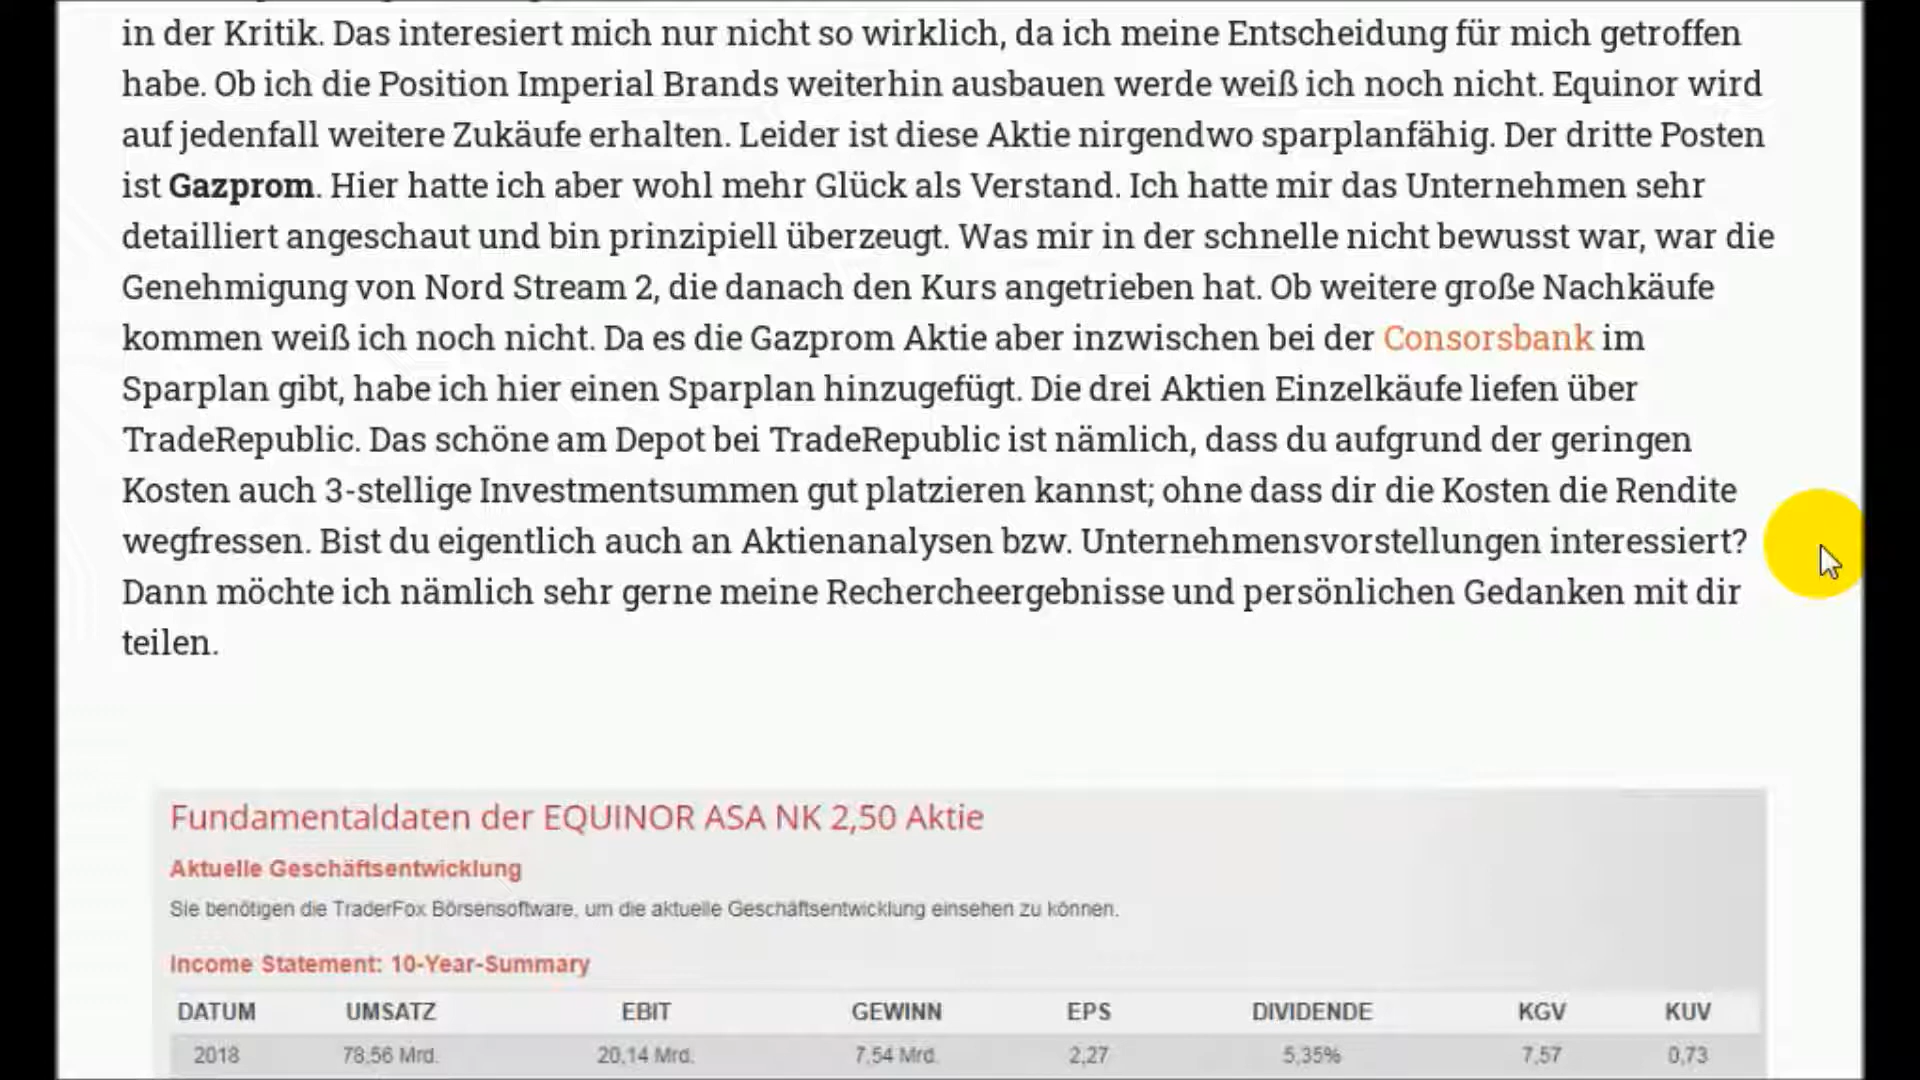 in der Kritik. Das interesiert mich nur nicht so wirklich, da ich meine Entscheidung für mich getroffen
habe. Ob ich die Position Imperial Brands weiterhin ausbauen werde weiß ich noch nicht. Equinor wird
auf jedenfall weitere Zukäufe erhalten. Leider ist diese Aktie nirgendwo sparplanfähig. Der dritte Posten
ist Gazprom. Hier hatte ich aber wohl mehr Glück als Verstand. Ich hatte mir das Unternehmen sehr
detailliert angeschaut und bin prinzipiell überzeugt. Was mir in der schnelle nicht bewusst war, war die
Genehmigung von Nord Stream 2, die danach den Kurs angetrieben hat. Ob weitere große Nachkäufe
kommen weiß ich noch nicht. Da es die Gazprom Aktie aber inzwischen bei der Consorsbank im
Sparplan gibt, habe ich hier einen Sparplan hinzugefügt. Die drei Aktien Einzelkäufe liefen über
TradeRepublic. Das schöne am Depot bei TradeRepublic ist nämlich, dass du aufgrund der geringen
Kosten auch 3-stellige Investmentsummen gut platzieren kannst; ohne dass dir die Kosten die Rendite
wegfressen. Bist du eigentlich auch an Aktienanalysen bzw. Unternehmensvorstellungen interessiert?
Dann möchte ich nämlich sehr gerne meine Rechercheergebnisse und persönlichen Gedanken mit dir
teilen.
Fundamentaldaten der EQUINOR ASA NK 2,50 Aktie
Aktuelle Geschäftsentwicklung
Sie benötigen die TraderFox Börsensoftware, um die aktuelle Geschäftsentwicklung einsehen zu können.
Income Statement: 10-Year-Summary
DATUM UMSATZ EBIT GEWINN EPS DIVIDENDE KGV KUV
2018 78,56 Mrd. 20,14 Mrd. 7,54 Mrd. 2,27 5,35% 7,57 0,73